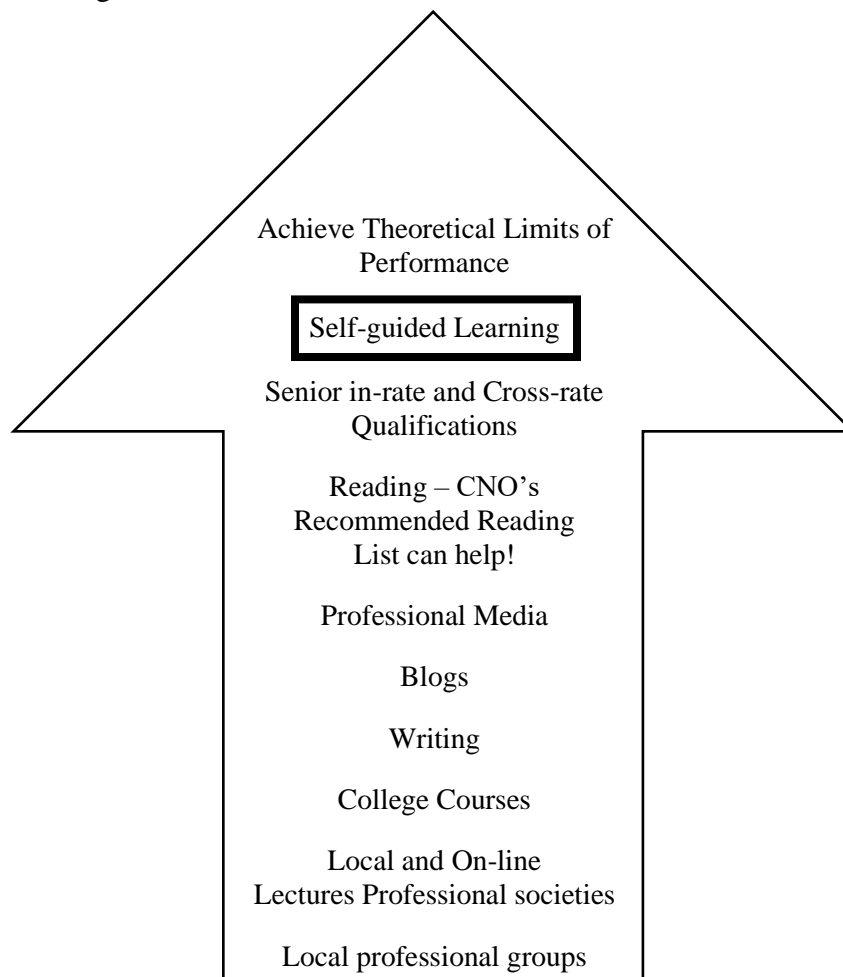 Achieve Theoretical Limits of
Performance
Self-guided Learning
Senior in-rate and Cross-rate
Qualifications
Reading – CNO’s
Recommended Reading
List can help!
Professional Media
Blogs
Writing
College Courses
Local and On-line
Lectures Professional societies
Local professional groups